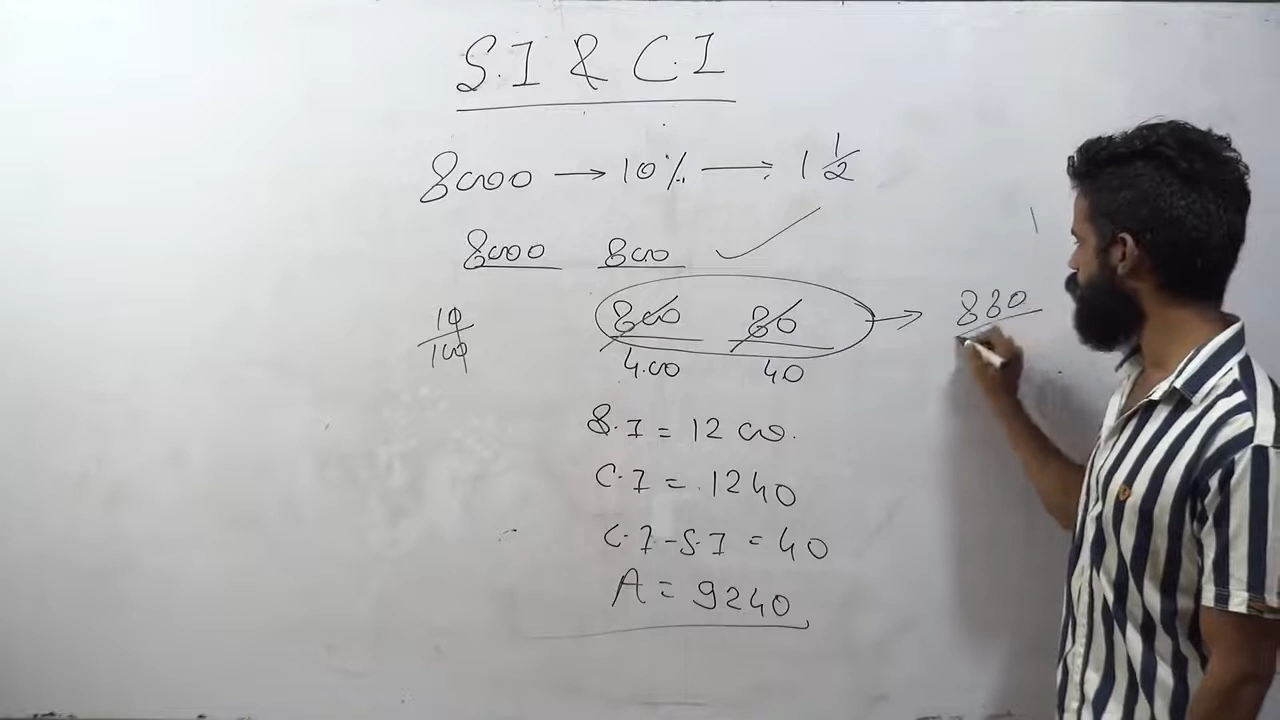 S.I & C.I
8000 → 10% → 1 1/2
8000 800 ✓
10/100 800 80 → 880
400 40
S.I = 1200.
C.I = 1240
C.I - S.I = 40
A = 9240